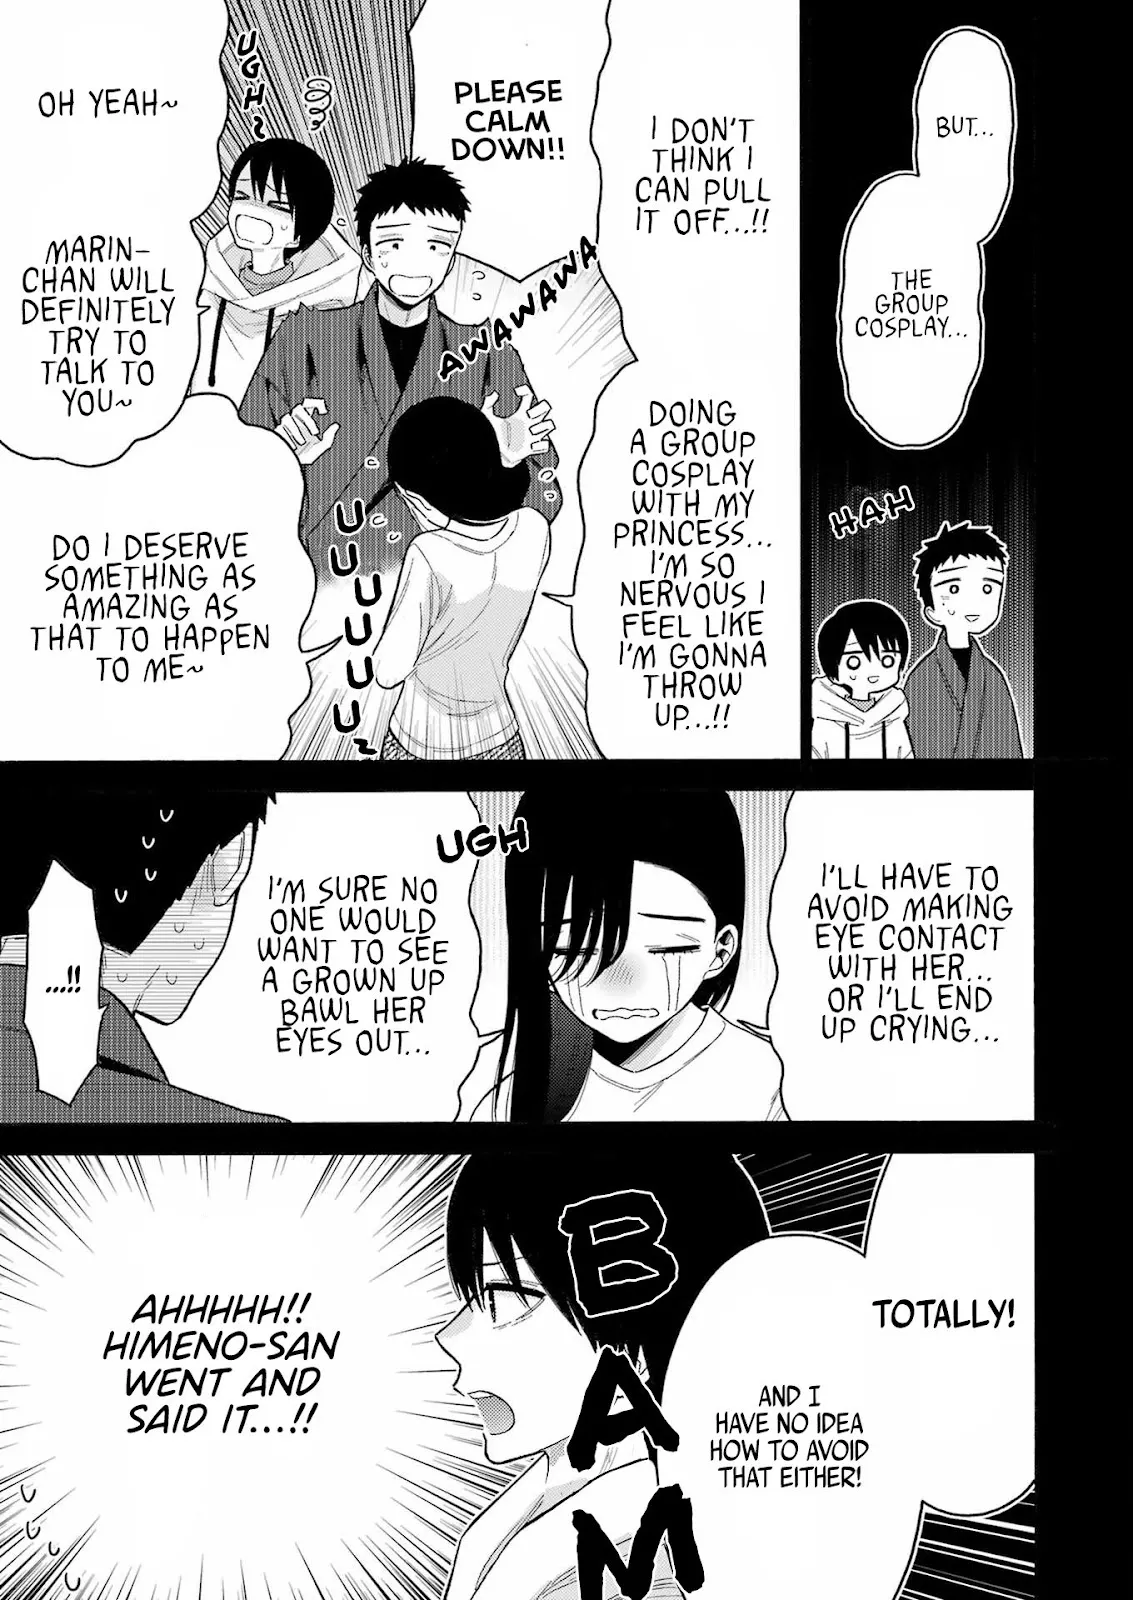 BUT...
THE
GROUP
COSPLAY...
HAH
I DON'T
THINK I
CAN PULL
IT OFF...!!
DOING
A GROUP
COSPLAY
WITH MY
PRINCESS...
I'M SO
NERVOUS I
FEEL LIKE
I'M GONNA
THROW
UP...!!
PLEASE
CALM
DOWN!!
AWAWAWA
UUUUUU~
UGH~
OH YEAH~
MARIN-
CHAN WILL
DEFINITELY
TRY TO
TALK TO
YOU~
DO I DESERVE
SOMETHING AS
AMAZING AS
THAT TO HAPPEN
TO ME~
I'LL HAVE TO
AVOID MAKING
EYE CONTACT
WITH HER...
OR I'LL END
UP CRYING...
UGH
I'M SURE NO
ONE WOULD
WANT TO SEE
A GROWN UP
BAWL HER
EYES OUT...
...!!
TOTALLY!
AND I
HAVE NO IDEA
HOW TO AVOID
THAT EITHER!
BAM
AHHHHH!!
HIMENO-SAN
WENT AND
SAID IT...!!